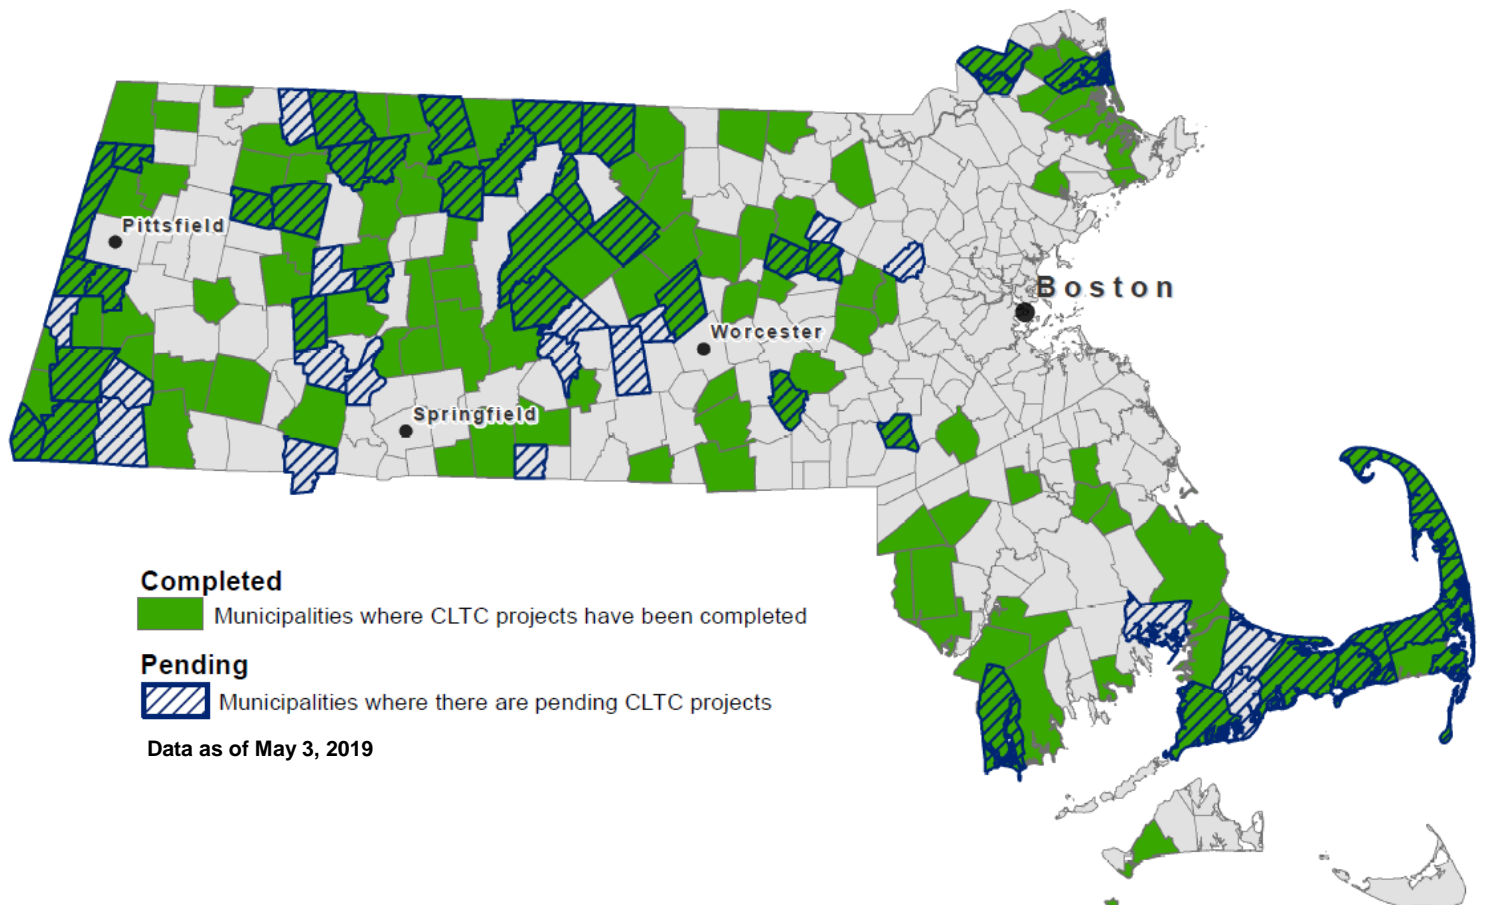 Pittsfield
Boston
Worcester
Springfield
Completed
Municipalities where CLTC projects have been completed
Pending
Municipalities where there are pending CLTC projects
Data as of May 3, 2019